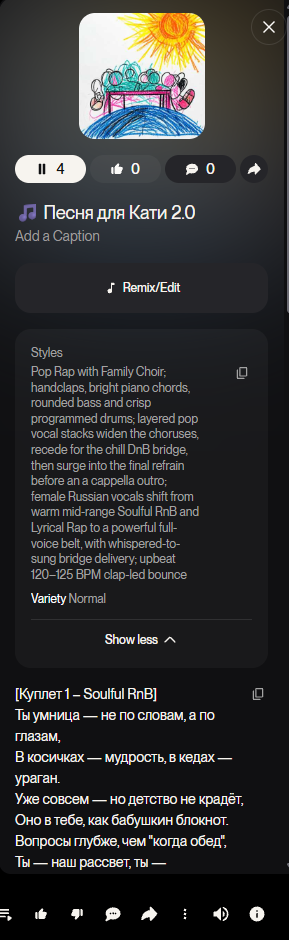 4
0
0
🎵 Песня для Кати 2.0
Add a Caption
Remix/Edit
Styles
Pop Rap with Family Choir;
handclaps, bright piano chords,
rounded bass and crisp
programmed drums; layered pop
vocal stacks widen the choruses,
recede for the chill DnB bridge,
then surge into the final refrain
before an a cappella outro;
female Russian vocals shift from
warm mid-range Soulful RnB and
Lyrical Rap to a powerful full-
voice belt, with whispered-to-
sung bridge delivery; upbeat
120–125 BPM clap-led bounce
Variety Normal
Show less
[Куплет 1 – Soulful RnB]
Ты умница — не по словам, а по
глазам,
В косичках — мудрость, в кедах —
ураган.
Уже совсем — но детство не крадёт,
Оно в тебе, как бабушкин блокнот.
Вопросы глубже, чем "когда обед",
Ты — наш рассвет, ты —